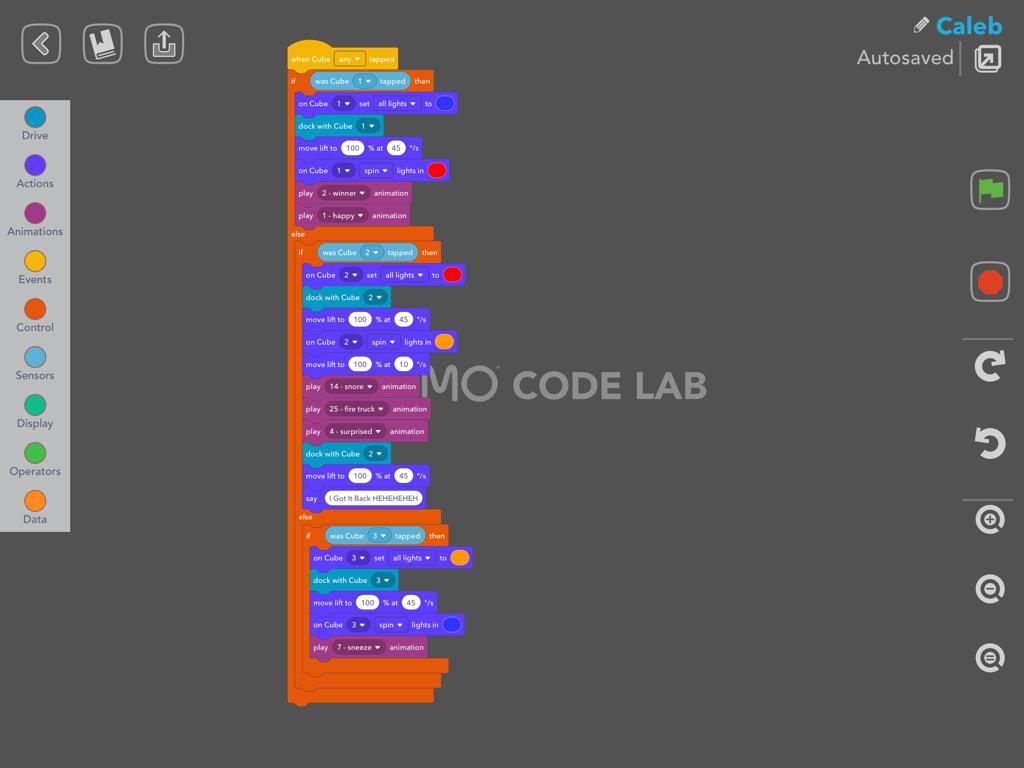 Caleb
Autosaved
Drive
Actions
Animations
Events
Control
Sensors
Display
Operators
Data
when Cube any tapped
if was Cube 1 tapped then
on Cube 1 set all lights to
dock with Cube 1
move lift to 100 % at 45 °/s
on Cube 1 spin lights in
play 2 - winner animation
play 1 - happy animation
else
if was Cube 2 tapped then
on Cube 2 set all lights to
dock with Cube 2
move lift to 100 % at 45 °/s
on Cube 2 spin lights in
move lift to 100 % at 10 °/s
play 14 - snore animation
MO CODE LAB
play 25 - fire truck animation
play 4 - surprised animation
dock with Cube 2
move lift to 100 % at 45 °/s
say I Got It Back HEHEHEHEH
else
if was Cube 3 tapped then
on Cube 3 set all lights to
dock with Cube 3
move lift to 100 % at 45 °/s
on Cube 3 spin lights in
play 7 - sneeze animation